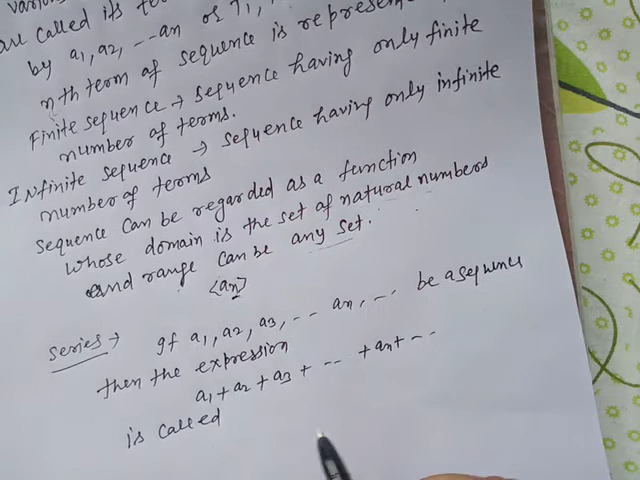 are called its
by a1, a2, --- an or T1,
nth term of sequence is
Finite sequence → sequence having only finite
number of terms.
Infinite sequence → sequence having only infinite
number of terms
sequence can be regarded as a function
whose domain is the set of natural numbers
and range can be any set.
<an>
series → gf a1, a2, a3, --- an, --- be a sequence
then the expression
a1 + a2 + a3 + --- + an + ---
is called